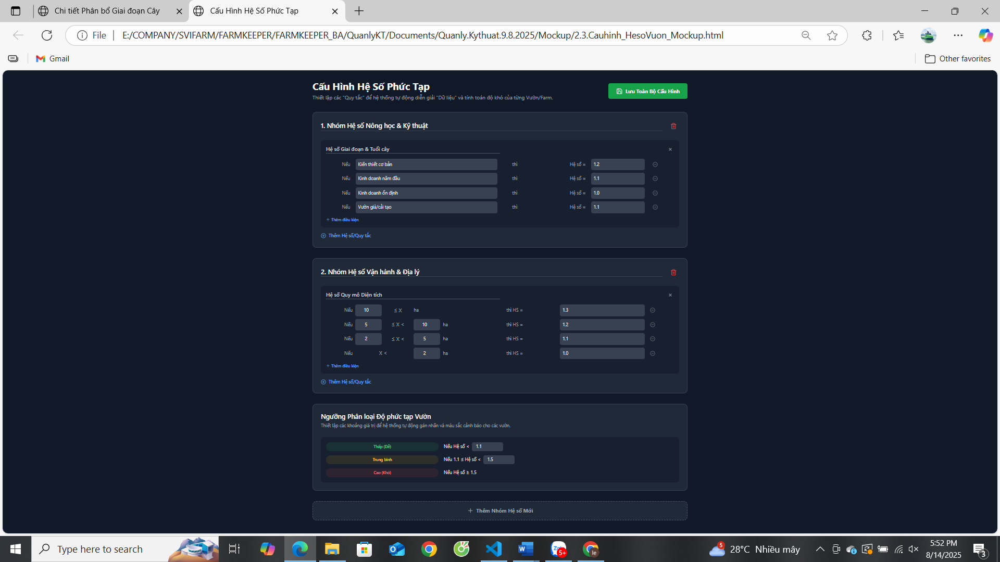 Chi tiết Phân bổ Giai đoạn Cây
Cấu Hình Hệ Số Phức Tạp
File
E:/COMPANY/SVIFARM/FARMKEEPER/FARMKEEPER_BA/QuanlyKT/Documents/Quanly.Kythuat.9.8.2025/Mockup/2.3.Cauhinh_HesoVuon_Mockup.html
Gmail
Other favorites
Cấu Hình Hệ Số Phức Tạp
Thiết lập các "Quy tắc" để hệ thống tự động diễn giải "Dữ liệu" và tính toán độ khó của từng Vườn/Farm.
Lưu Toàn Bộ Cấu Hình
1. Nhóm Hệ số Nông học & Kỹ thuật
Hệ số Giai đoạn & Tuổi cây
Nếu Kiến thiết cơ bản thì Hệ số = 1.2
Nếu Kinh doanh năm đầu thì Hệ số = 1.1
Nếu Kinh doanh ổn định thì Hệ số = 1.0
Nếu Vườn già/cải tạo thì Hệ số = 1.1
+ Thêm điều kiện
Thêm Hệ số/Quy tắc
2. Nhóm Hệ số Vận hành & Địa lý
Hệ số Quy mô Diện tích
Nếu 10 ≤ X ha thì HS = 1.3
Nếu 5 ≤ X < 10 ha thì HS = 1.2
Nếu 2 ≤ X < 5 ha thì HS = 1.1
Nếu X < 2 ha thì HS = 1.0
+ Thêm điều kiện
Thêm Hệ số/Quy tắc
Ngưỡng Phân loại Độ phức tạp Vườn
Thiết lập các khoảng giá trị để hệ thống tự động gán nhãn và màu sắc cảnh báo cho các vườn.
Thấp (Dễ) Nếu Hệ số < 1.1
Trung bình Nếu 1.1 ≤ Hệ số < 1.5
Cao (Khó) Nếu Hệ số ≥ 1.5
+ Thêm Nhóm Hệ số Mới
Type here to search
5+
le
5
28°C Nhiều mây
5:52 PM
8/14/2025
3